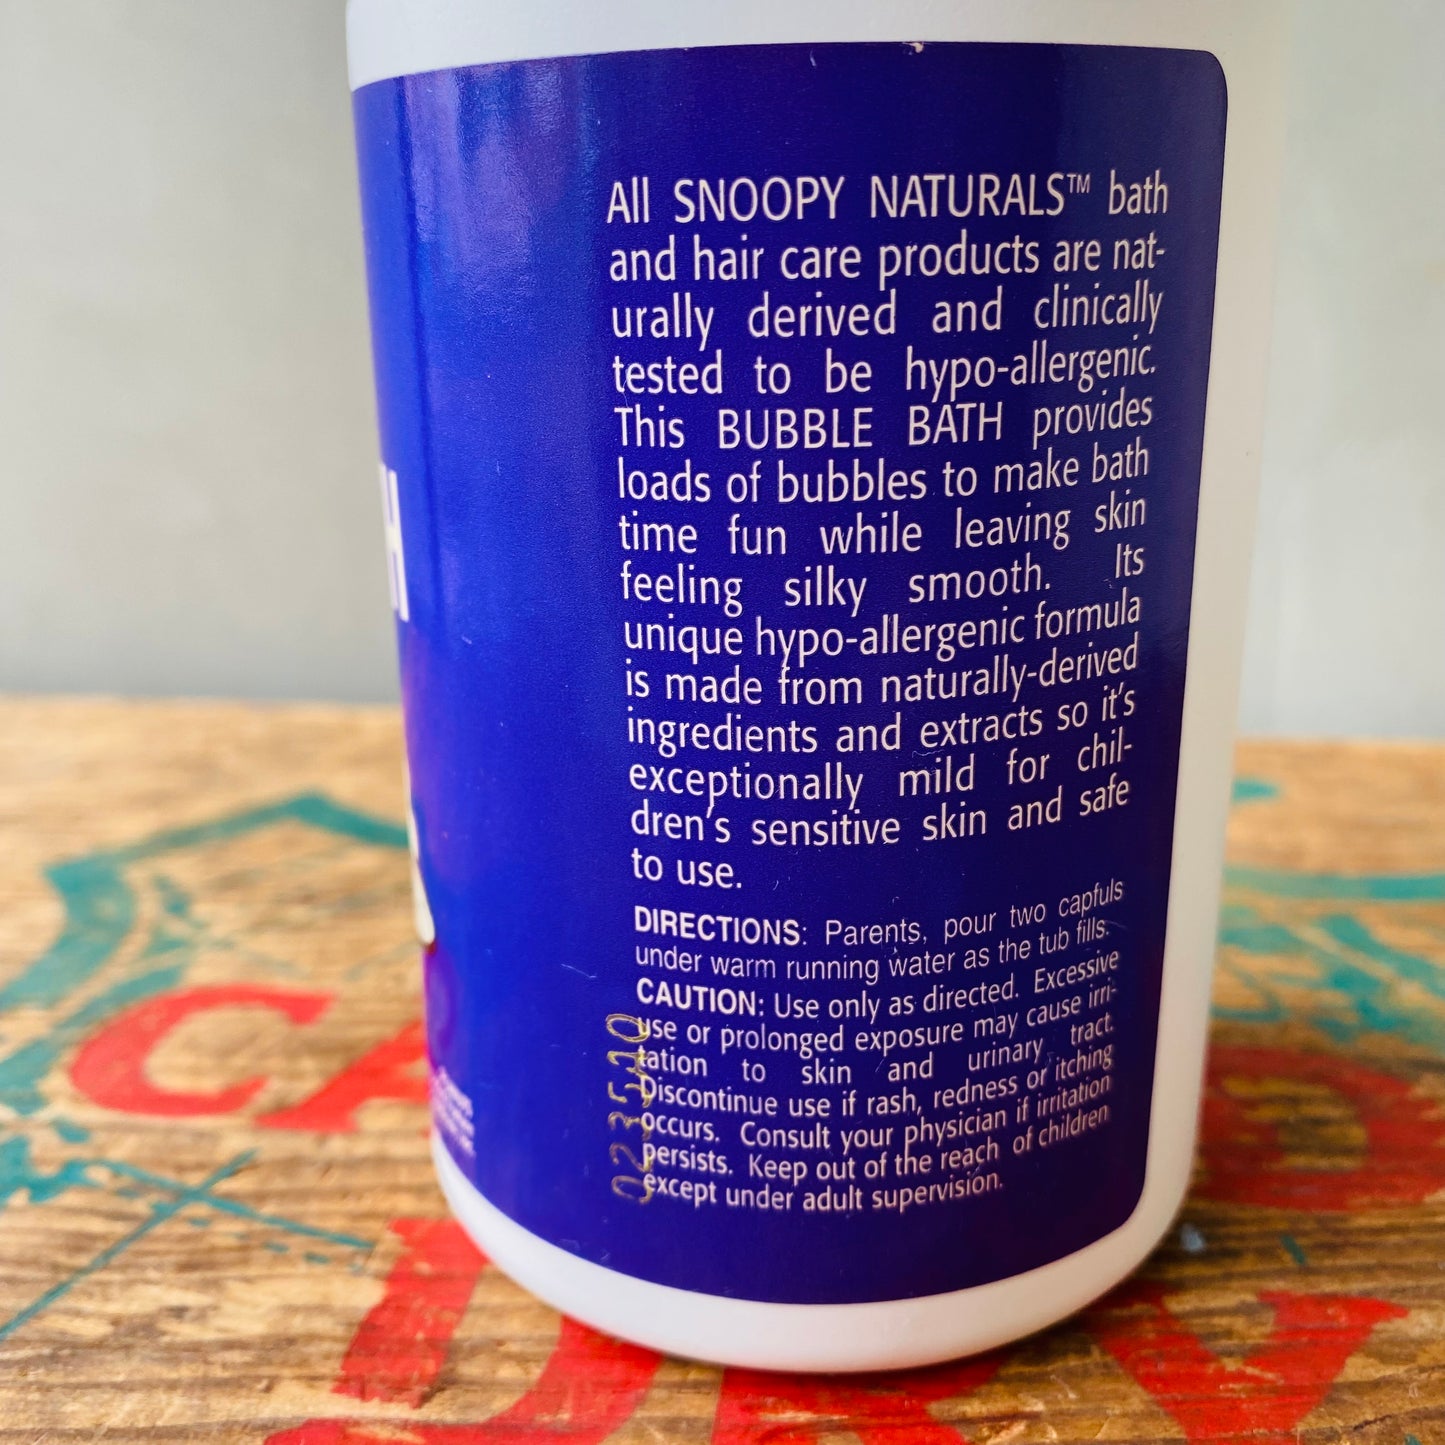 All SNOOPY NATURALS™ bath
and hair care products are nat-
urally derived and clinically
tested to be hypo-allergenic.
This BUBBLE BATH provides
loads of bubbles to make bath
time fun while leaving skin
feeling silky smooth. Its
unique hypo-allergenic formula
is made from naturally-derived
ingredients and extracts so it's
exceptionally mild for chil-
dren's sensitive skin and safe
to use.
DIRECTIONS: Parents, pour two capfuls
under warm running water as the tub fills.
CAUTION: Use only as directed. Excessive
use or prolonged exposure may cause irri-
tation to skin and urinary tract.
Discontinue use if rash, redness or itching
occurs. Consult your physician if irritation
persists. Keep out of the reach of children
except under adult supervision.